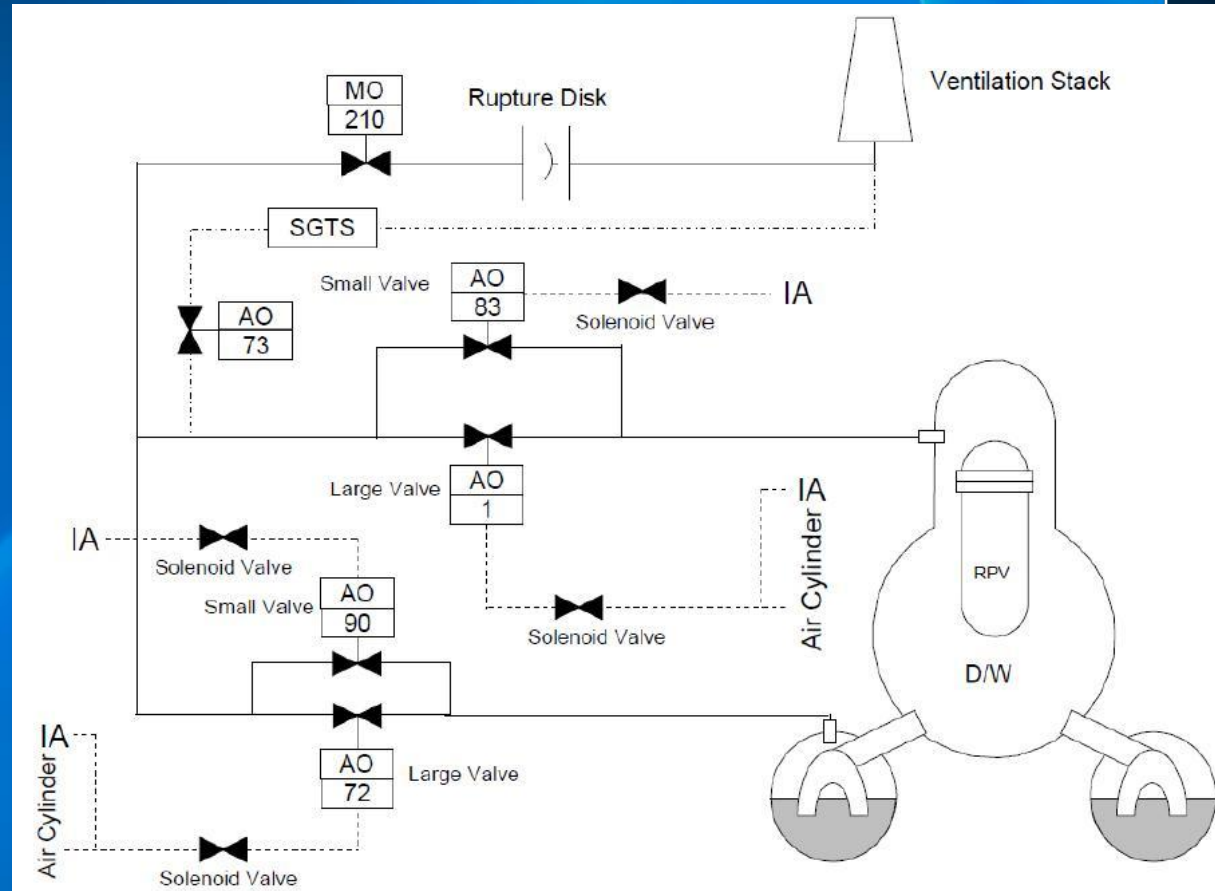 MO
210
Rupture Disk
Ventilation Stack
SGTS
Small Valve
AO
83
IA
Solenoid Valve
AO
73
Large Valve
AO
1
IA
Air Cylinder
Solenoid Valve
IA
Solenoid Valve
Small Valve
AO
90
RPV
D/W
IA
Air Cylinder
AO
72
Large Valve
Solenoid Valve